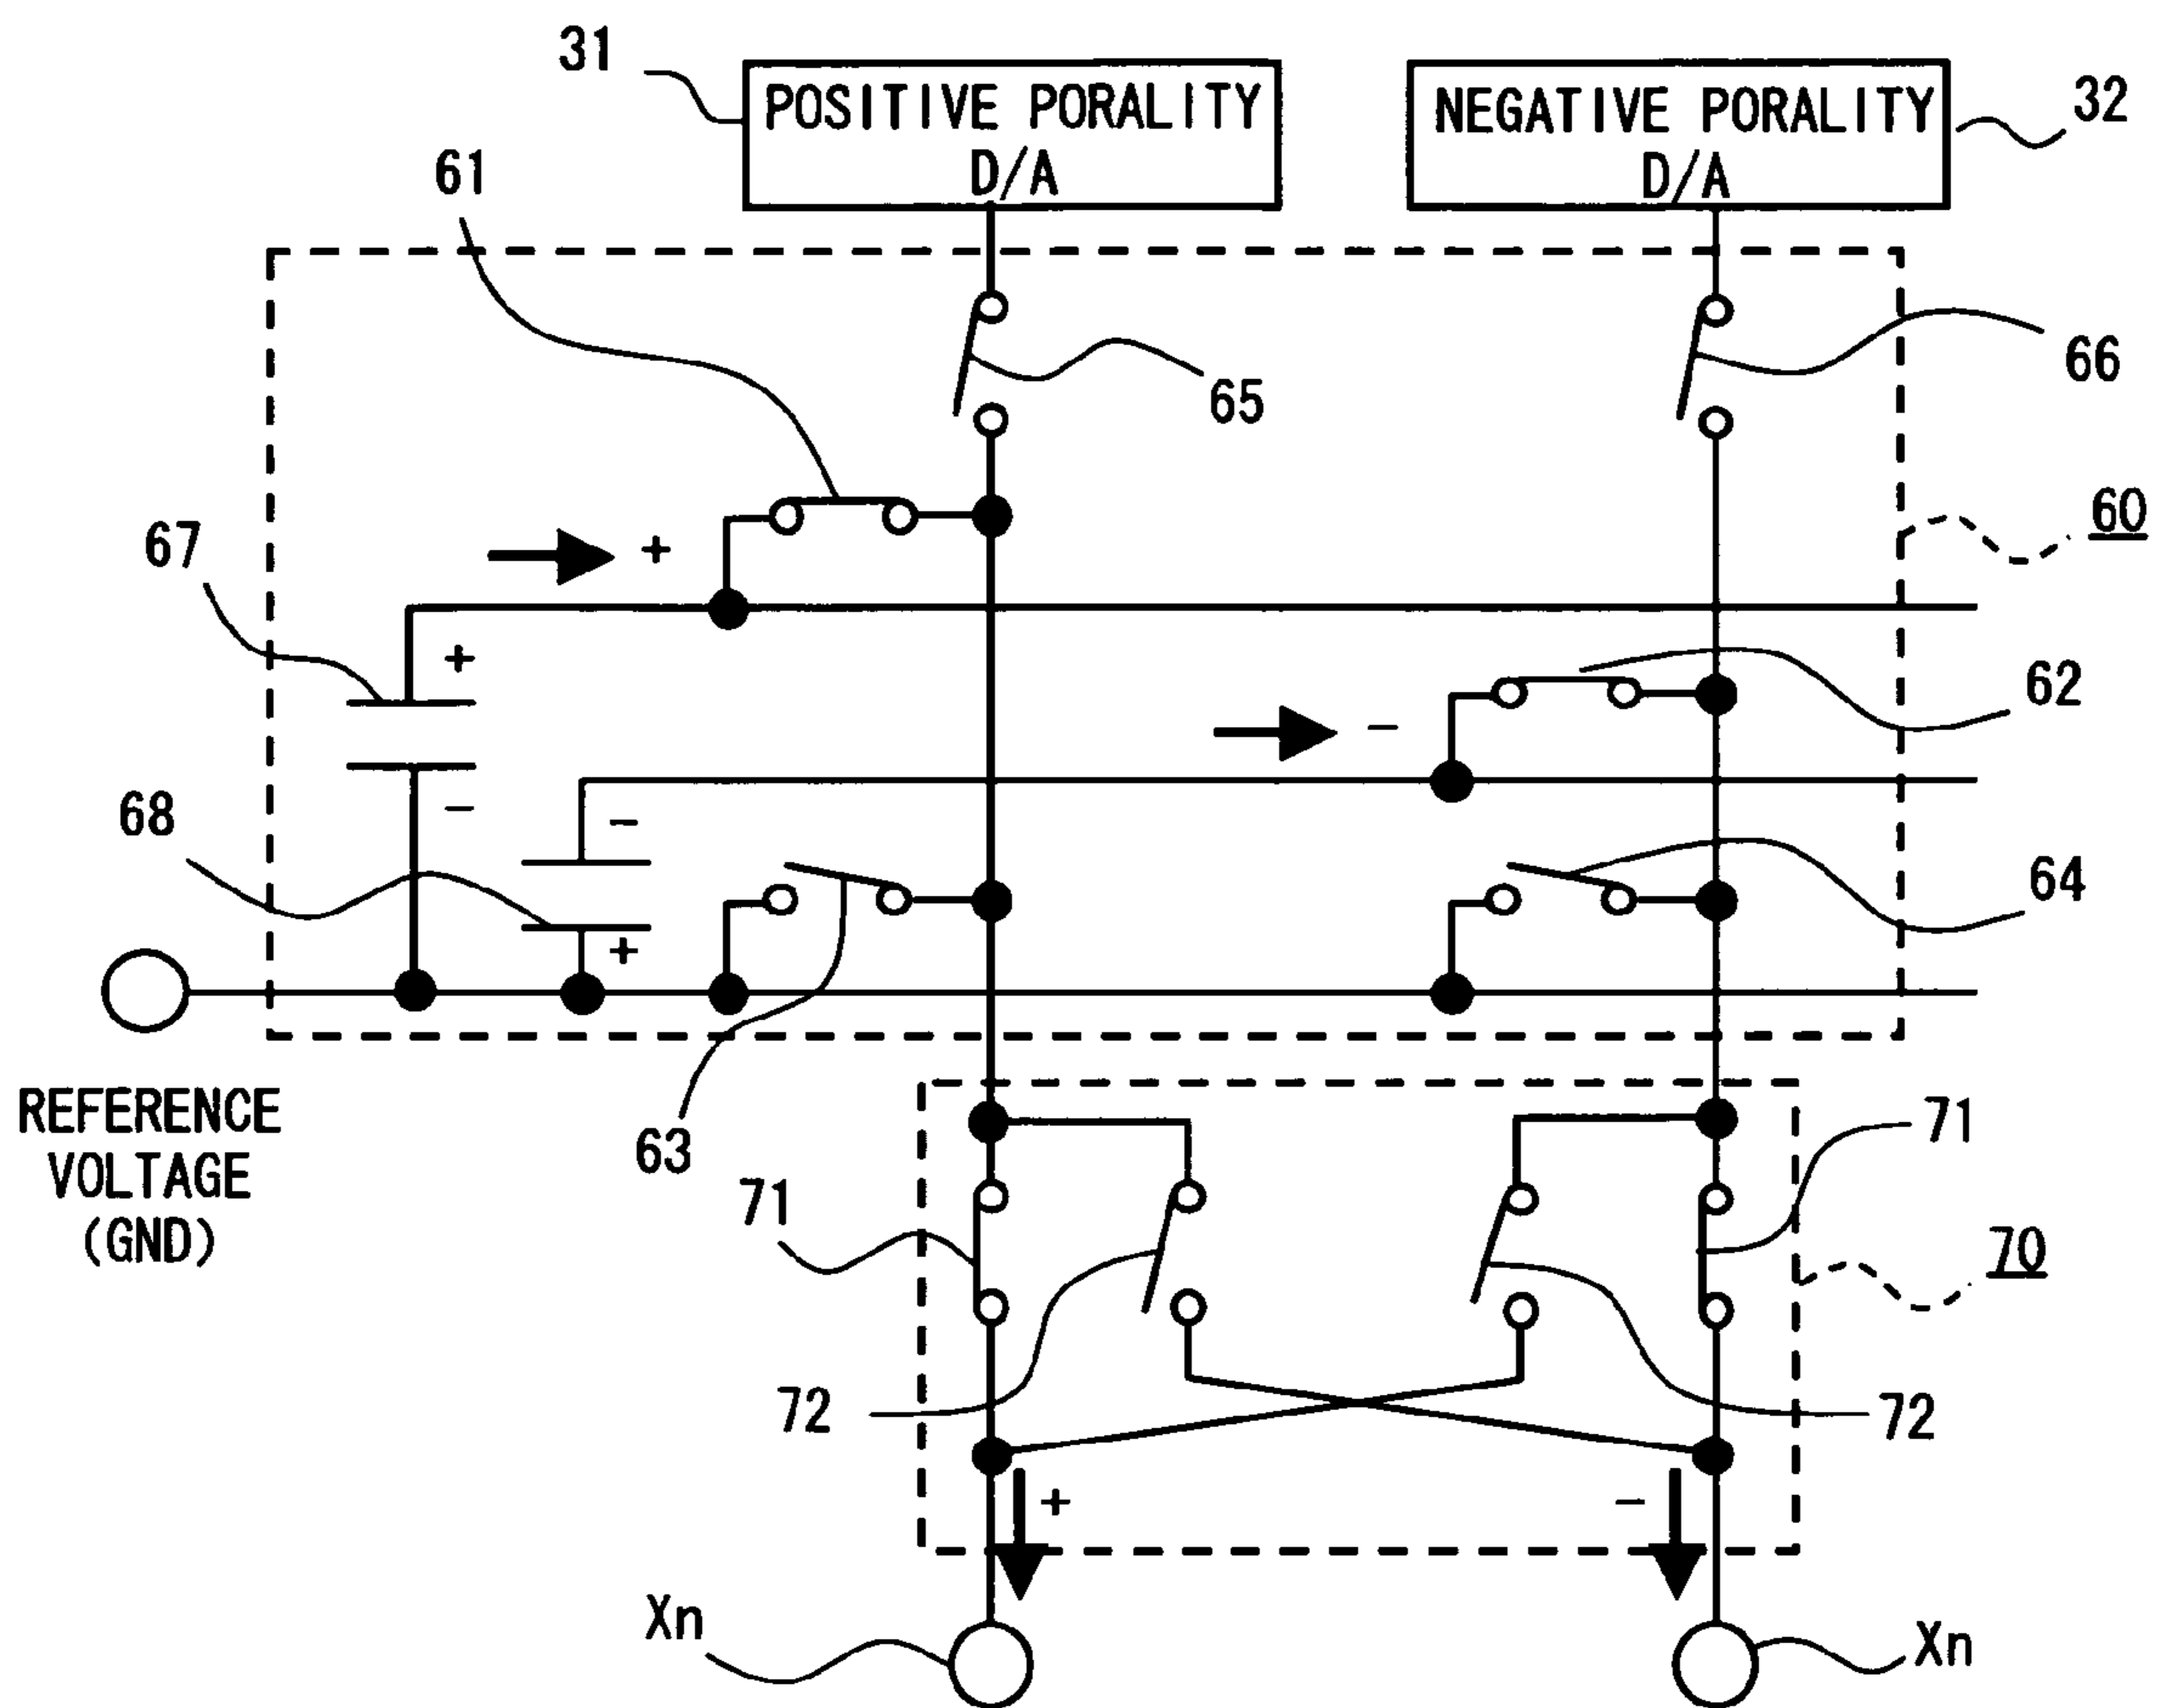 31
POSITIVE PORALITY
D/A
NEGATIVE PORALITY
D/A
32
61
65
66
67
+
60
+
62
−
68
−
−
64
+
REFERENCE
VOLTAGE
(GND)
63
71
71
70
72
72
+
−
Xn
Xn